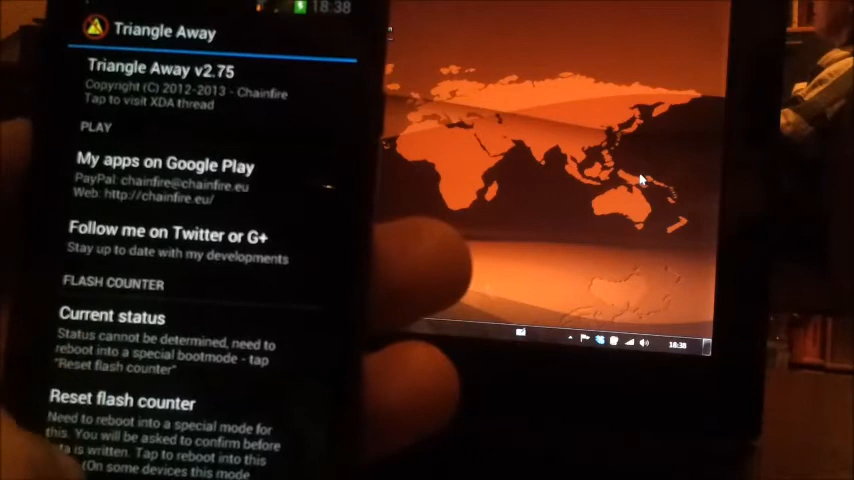 18:38
Triangle Away
Triangle Away v2.75
Copyright (C) 2012-2013 - Chainfire
Tap to visit XDA thread
PLAY
My apps on Google Play
PayPal: chainfire@chainfire.eu
Web: http://chainfire.eu/
Follow me on Twitter or G+
Stay up to date with my developments
FLASH COUNTER
Current status
Status cannot be determined, need to
reboot into a special bootmode - tap
"Reset flash counter"
Reset flash counter
Need to reboot into a special mode for
this. You will be asked to confirm before
is written. Tap to reboot into this
(On some devices this mode
18:38